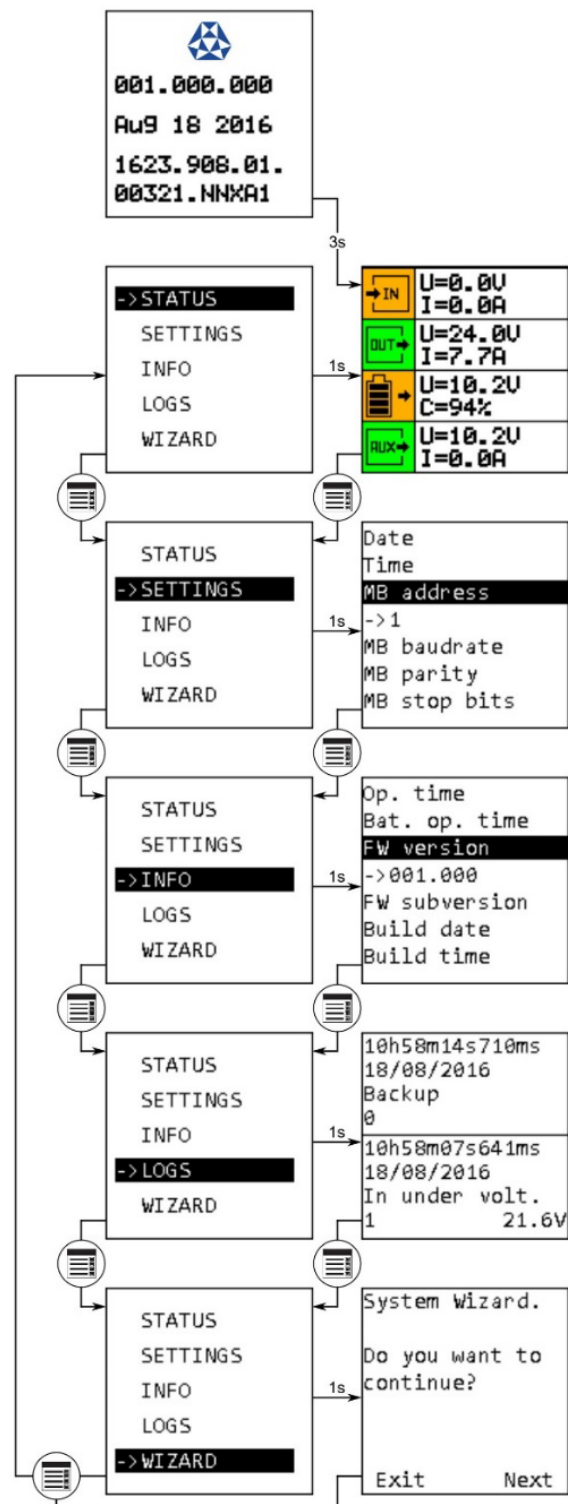 001.000.000
Aug 18 2016
1623.908.01.
00321.NNXA1
3s
->STATUS
SETTINGS
INFO
LOGS
WIZARD
1s
IN
U=0.0V
I=0.0A
OUT
U=24.0V
I=7.7A
U=10.2V
C=94%
AUX
U=10.2V
I=0.0A
STATUS
->SETTINGS
INFO
LOGS
WIZARD
1s
Date
Time
MB address
->1
MB baudrate
MB parity
MB stop bits
STATUS
SETTINGS
->INFO
LOGS
WIZARD
1s
Op. time
Bat. op. time
FW version
->001.000
FW subversion
Build date
Build time
STATUS
SETTINGS
INFO
->LOGS
WIZARD
1s
10h58m14s710ms
18/08/2016
Backup
0
10h58m07s641ms
18/08/2016
In under volt.
1 21.6V
STATUS
SETTINGS
INFO
LOGS
->WIZARD
1s
System Wizard.
Do you want to
continue?
Exit Next